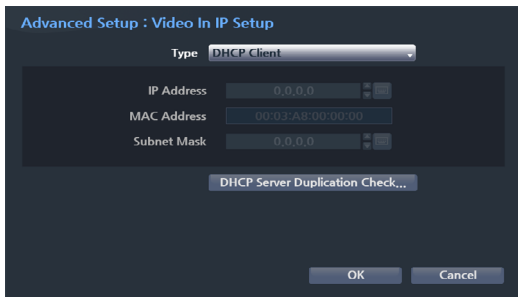 Advanced Setup : Video In
IP Setup
Type DHCP Client
IP Address 0,0,0,0
MAC Address 00:03:A8:00:00:00
Subnet Mask 0,0,0,0
DHCP Server Duplication Check...
OK Cancel